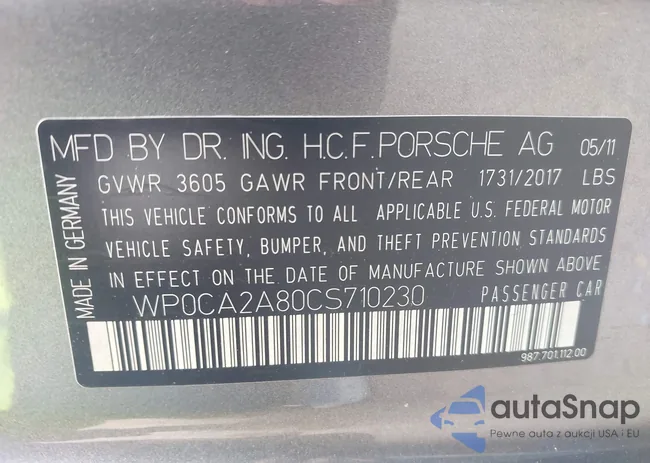 MFD BY DR. ING. H.C.F. PORSCHE AG 05/11
GVWR 3605 GAWR FRONT/REAR 1731/2017 LBS
THIS VEHICLE CONFORMS TO ALL APPLICABLE U.S. FEDERAL MOTOR
VEHICLE SAFETY, BUMPER, AND THEFT PREVENTION STANDARDS
IN EFFECT ON THE DATE OF MANUFACTURE SHOWN ABOVE
WP0CA2A80CS710230 PASSENGER CAR
987.701.112.00
MADE IN GERMANY
autaSnap
Pewne auta z aukcji USA i EU